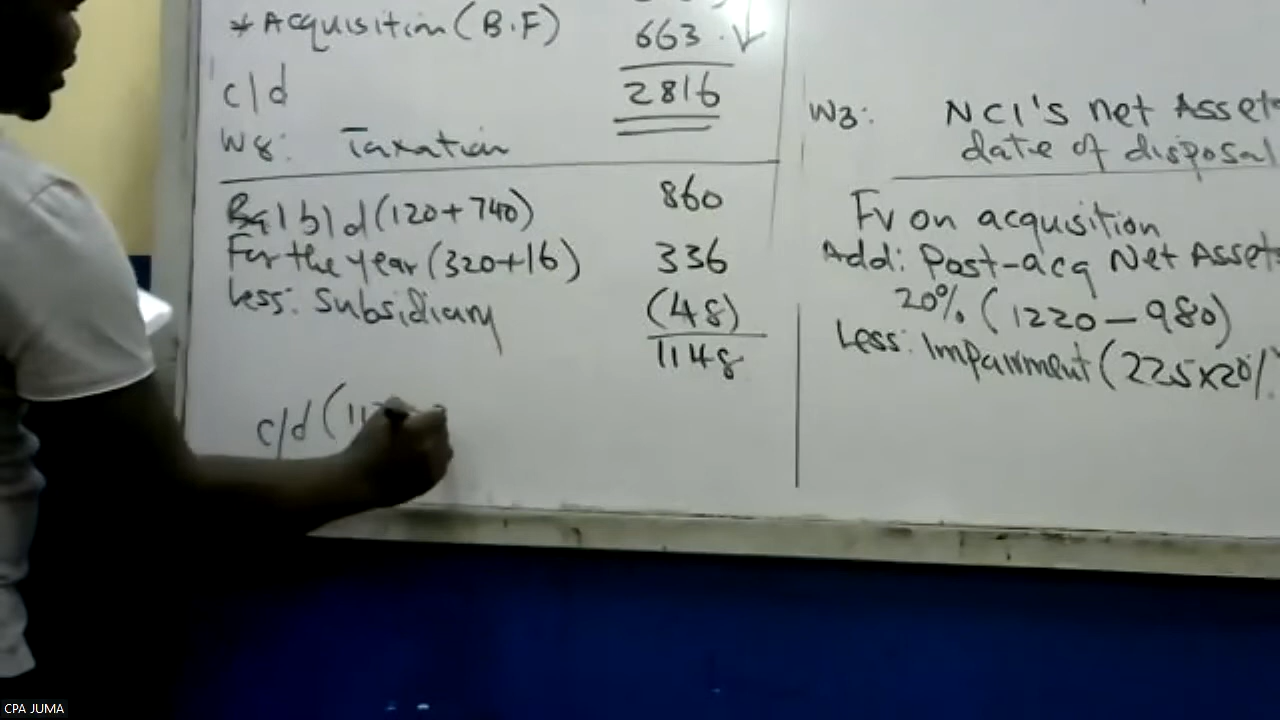 * Acquisition (B.F) 663
c/d 2816
W8: Taxation
Bal b/d (120+740) 860
For the year (320+16) 336
Less: Subsidiary (48)
1148
c/d (11
W3: NCI's net Asset
date of disposal
FV on acquisition
Add: Post-acq Net Asset
20% (1220-980)
Less: Impairment (225x20%
CPA JUMA